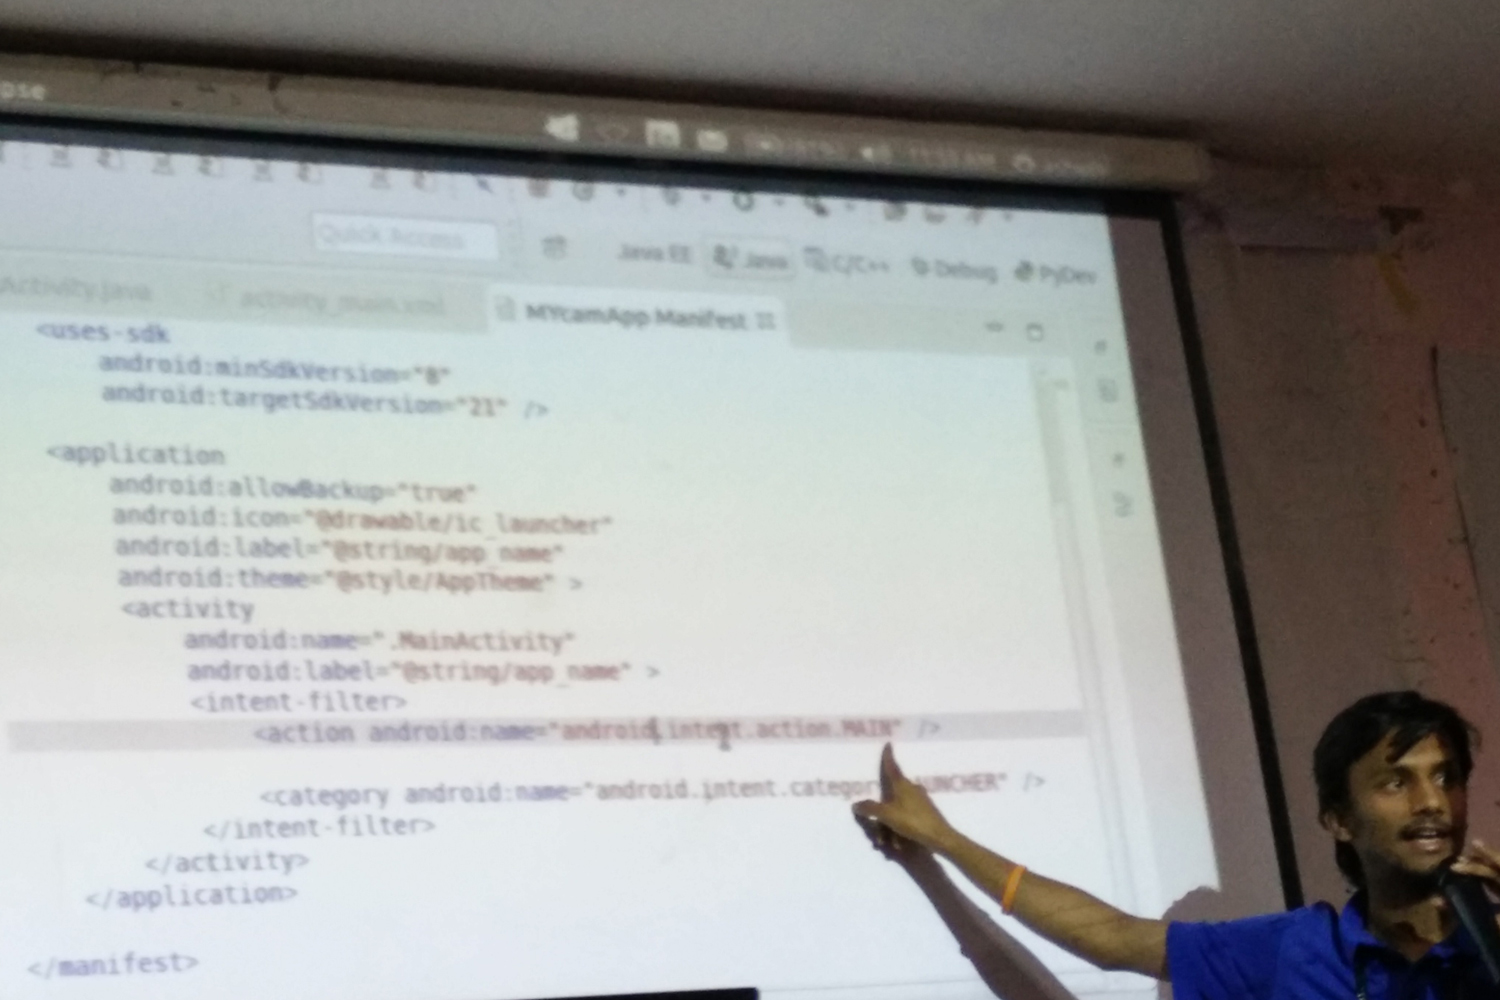 pse
Quick Access
Java EE Java C/C++ Debug PyDev
Activity.java activity_main.xml MYcamApp Manifest
<uses-sdk
android:minSdkVersion="8"
android:targetSdkVersion="21" />
<application
android:allowBackup="true"
android:icon="@drawable/ic_launcher"
android:label="@string/app_name"
android:theme="@style/AppTheme" >
<activity
android:name=".MainActivity"
android:label="@string/app_name" >
<intent-filter>
<action android:name="android.intent.action.MAIN" />
<category android:name="android.intent.category UNCHER" />
</intent-filter>
</activity>
</application>
</manifest>